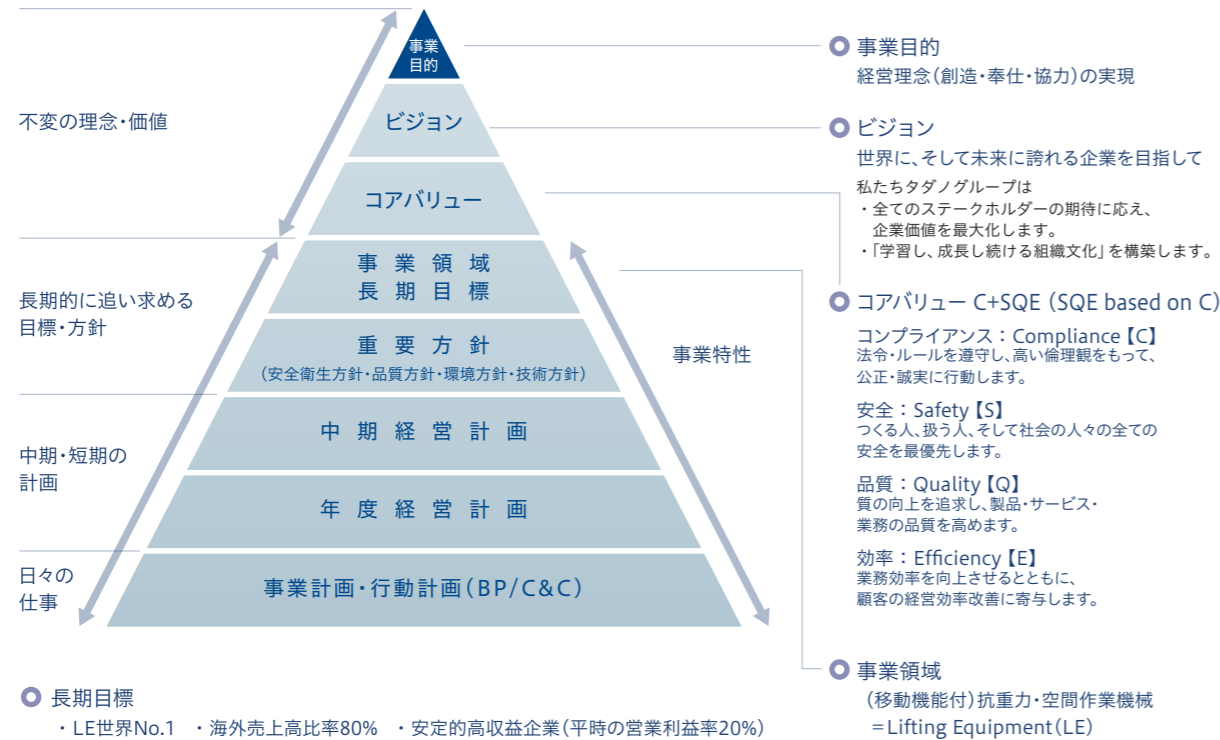 事業
目的
ビジョン
コアバリュー
事業領域
長期目標
重要方針
(安全衛生方針・品質方針・環境方針・技術方針)
中期経営計画
年度経営計画
事業計画・行動計画(BP/C&C)
不変の理念・価値
長期的に追い求める
目標・方針
中期・短期の
計画
日々の
仕事
事業特性
事業目的
経営理念(創造・奉仕・協力)の実現
ビジョン
世界に、そして未来に誇れる企業を目指して
私たちタダノグループは
・全てのステークホルダーの期待に応え、
企業価値を最大化します。
・「学習し、成長し続ける組織文化」を構築します。
コアバリュー C+SQE (SQE based on C)
コンプライアンス：Compliance【C】
法令・ルールを遵守し、高い倫理観をもって、
公正・誠実に行動します。
安全：Safety【S】
つくる人、扱う人、そして社会の人々の全ての
安全を最優先します。
品質：Quality【Q】
質の向上を追求し、製品・サービス・
業務の品質を高めます。
効率：Efficiency【E】
業務効率を向上させるとともに、
顧客の経営効率改善に寄与します。
事業領域
(移動機能付)抗重力・空間作業機械
=Lifting Equipment(LE)
長期目標
・LE世界No.1 ・海外売上高比率80% ・安定的高収益企業(平時の営業利益率20%)